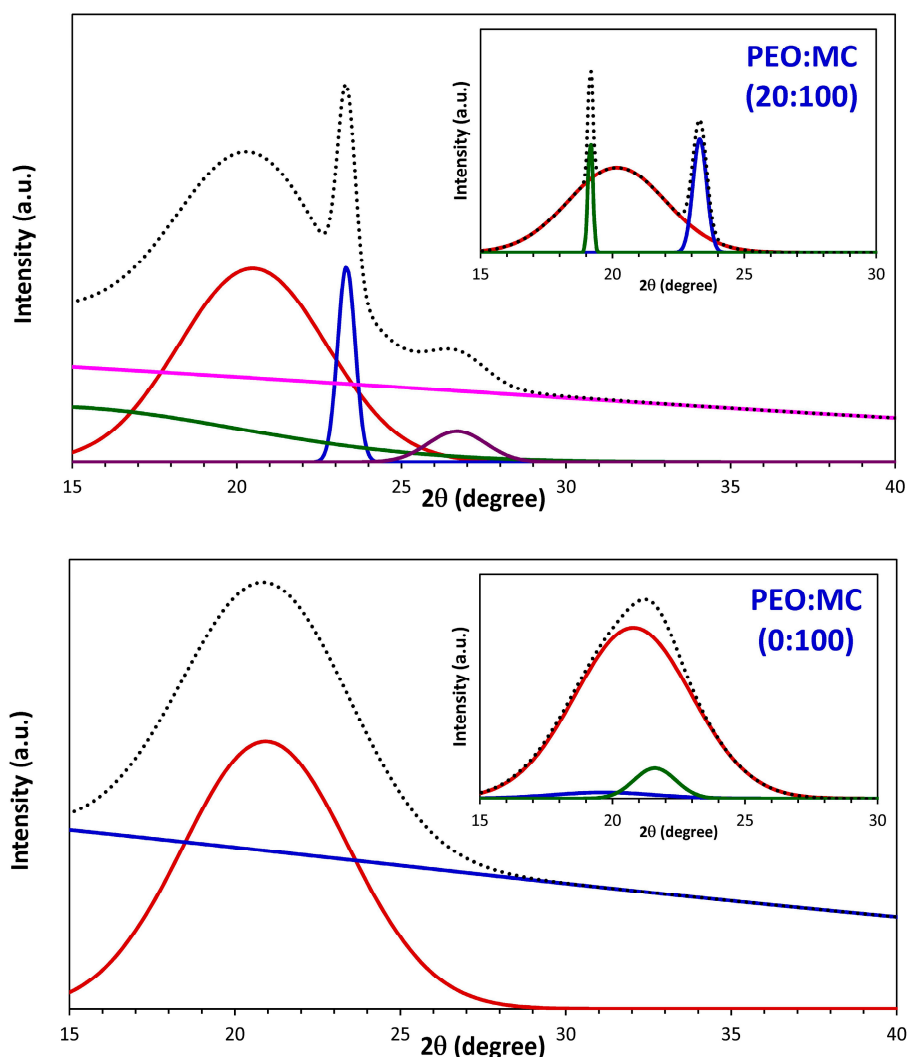 Intensity (a.u.)
15 20 25 30 35 40
2θ (degree)
PEO:MC
(20:100)
Intensity (a.u.)
15 20 25 30
2θ (degree)
Intensity (a.u.)
15 20 25 30 35 40
2θ (degree)
PEO:MC
(0:100)
Intensity (a.u.)
15 20 25 30
2θ (degree)